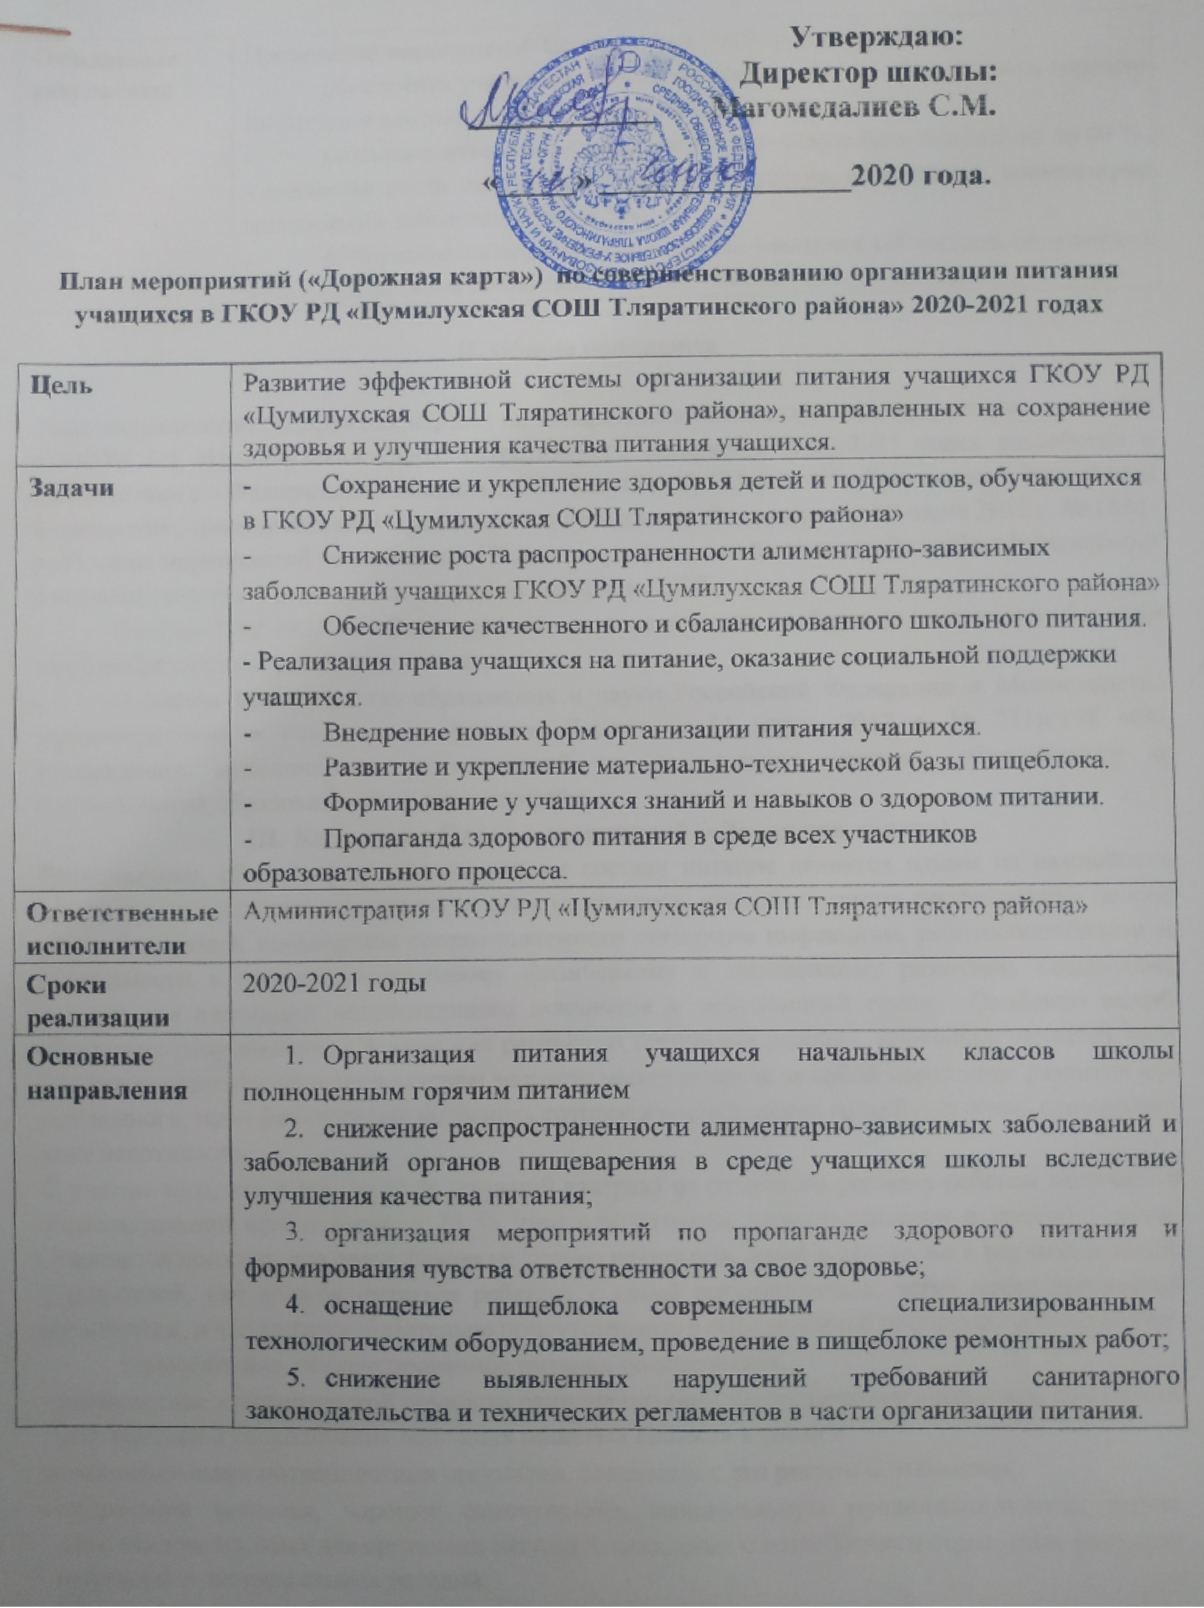 Утверждаю:
Директор школы:
Магомедалиев С.М.
« » 2020 года.
План мероприятий («Дорожная карта») по совершенствованию организации питания
учащихся в ГКОУ РД «Цумилухская СОШ Тляратинского района» 2020-2021 годах
Цель
Развитие эффективной системы организации питания учащихся ГКОУ РД
«Цумилухская СОШ Тляратинского района», направленных на сохранение
здоровья и улучшения качества питания учащихся.
Задачи
- Сохранение и укрепление здоровья детей и подростков, обучающихся
в ГКОУ РД «Цумилухская СОШ Тляратинского района»
- Снижение роста распространенности алиментарно-зависимых
заболеваний учащихся ГКОУ РД «Цумилухская СОШ Тляратинского района»
- Обеспечение качественного и сбалансированного школьного питания.
- Реализация права учащихся на питание, оказание социальной поддержки
учащихся.
- Внедрение новых форм организации питания учащихся.
- Развитие и укрепление материально-технической базы пищеблока.
- Формирование у учащихся знаний и навыков о здоровом питании.
- Пропаганда здорового питания в среде всех участников
образовательного процесса.
Ответственные
исполнители
Администрация ГКОУ РД «Цумилухская СОШ Тляратинского района»
Сроки
реализации
2020-2021 годы
Основные
направления
1. Организация питания учащихся начальных классов школы
полноценным горячим питанием
2. снижение распространенности алиментарно-зависимых заболеваний и
заболеваний органов пищеварения в среде учащихся школы вследствие
улучшения качества питания;
3. организация мероприятий по пропаганде здорового питания и
формирования чувства ответственности за свое здоровье;
4. оснащение пищеблока современным специализированным
технологическим оборудованием, проведение в пищеблоке ремонтных работ;
5. снижение выявленных нарушений требований санитарного
законодательства и технических регламентов в части организации питания.